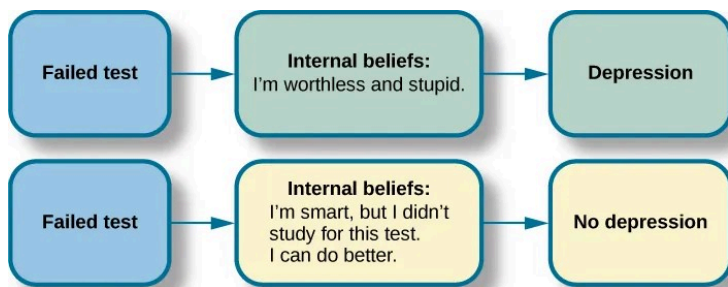 Failed test
Internal beliefs:
I'm worthless and stupid.
Depression
Failed test
Internal beliefs:
I'm smart, but I didn't
study for this test.
I can do better.
No depression